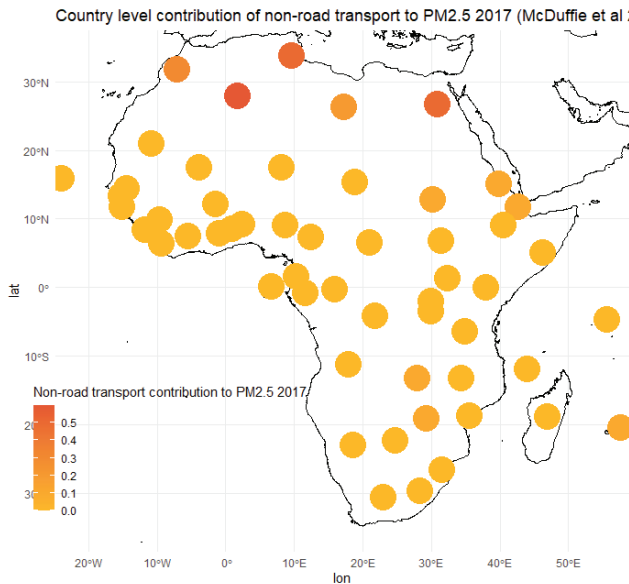 Country level contribution of non-road transport to PM2.5 2017 (McDuffie et al
30°N
20°N
10°N
0°
10°S
lat
Non-road transport contribution to PM2.5 2017
0.5
0.4
0.3
0.2
0.1
0.0
20°W
10°W
0°
10°E
20°E
30°E
40°E
50°E
lon